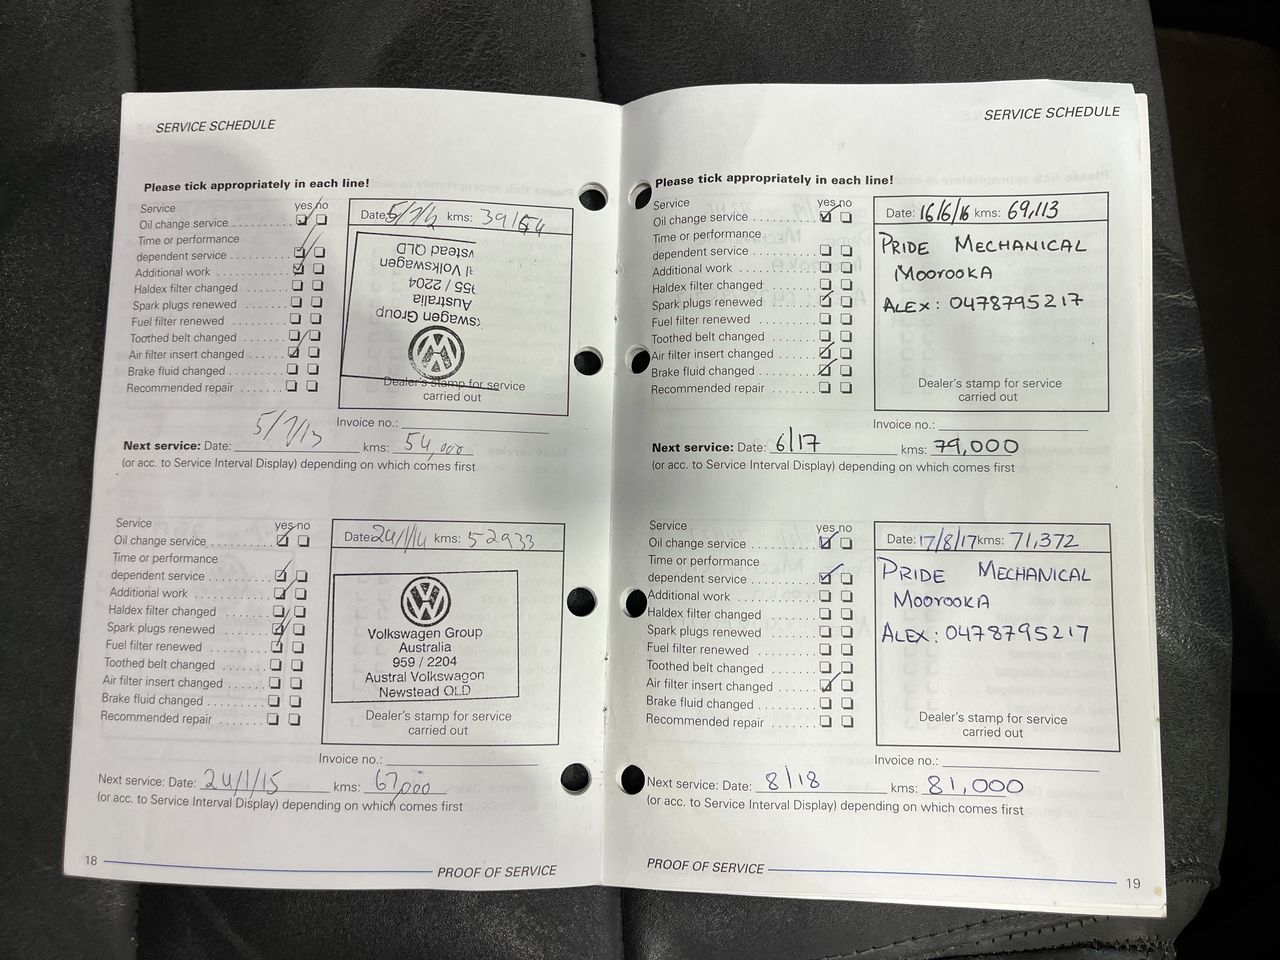 SERVICE SCHEDULE
Please tick appropriately in each line!
Service yes no
Oil change service
Time or performance
dependent service
Additional work
Haldex filter changed
Spark plugs renewed
Fuel filter renewed
Toothed belt changed
Air filter insert changed
Brake fluid changed
Recommended repair
Date: kms:
kswagen Group
Australia
955 / 2204
al Volkswagen
vstead QLD
Dealer's stamp for service
carried out
Invoice no.:
Next service: Date: 5/7/13 kms: 54,000
(or acc. to Service Interval Display) depending on which comes first
Service yes no
Oil change service
Time or performance
dependent service
Additional work
Haldex filter changed
Spark plugs renewed
Fuel filter renewed
Toothed belt changed
Air filter insert changed
Brake fluid changed
Recommended repair
Date: 24/1/14 kms: 52933
Volkswagen Group
Australia
959 / 2204
Austral Volkswagen
Newstead QLD
Dealer's stamp for service
carried out
Invoice no.:
Next service: Date: 24/1/15 kms: 67,000
(or acc. to Service Interval Display) depending on which comes first
18
PROOF OF SERVICE
SERVICE SCHEDULE
Please tick appropriately in each line!
Service yes no
Oil change service
Time or performance
dependent service
Additional work
Haldex filter changed
Spark plugs renewed
Fuel filter renewed
Toothed belt changed
Air filter insert changed
Brake fluid changed
Recommended repair
Date: 16/6/16 kms: 69,113
PRIDE MECHANICAL
MOOROOKA
ALEX: 0478795217
Dealer's stamp for service
carried out
Invoice no.:
Next service: Date: 6/17 kms: 79,000
(or acc. to Service Interval Display) depending on which comes first
Service yes no
Oil change service
Time or performance
dependent service
Additional work
Haldex filter changed
Spark plugs renewed
Fuel filter renewed
Toothed belt changed
Air filter insert changed
Brake fluid changed
Recommended repair
Date: 17/8/17 kms: 71,372
PRIDE MECHANICAL
MOOROOKA
ALEX: 0478795217
Dealer's stamp for service
carried out
Invoice no.:
Next service: Date: 8/18 kms: 81,000
(or acc. to Service Interval Display) depending on which comes first
PROOF OF SERVICE
19